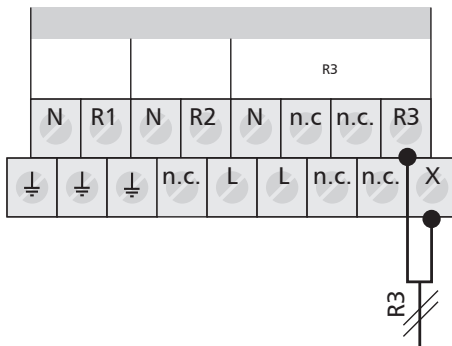 R3
N R1 N R2 N n.c n.c. R3
n.c. L L n.c. n.c. X
R3